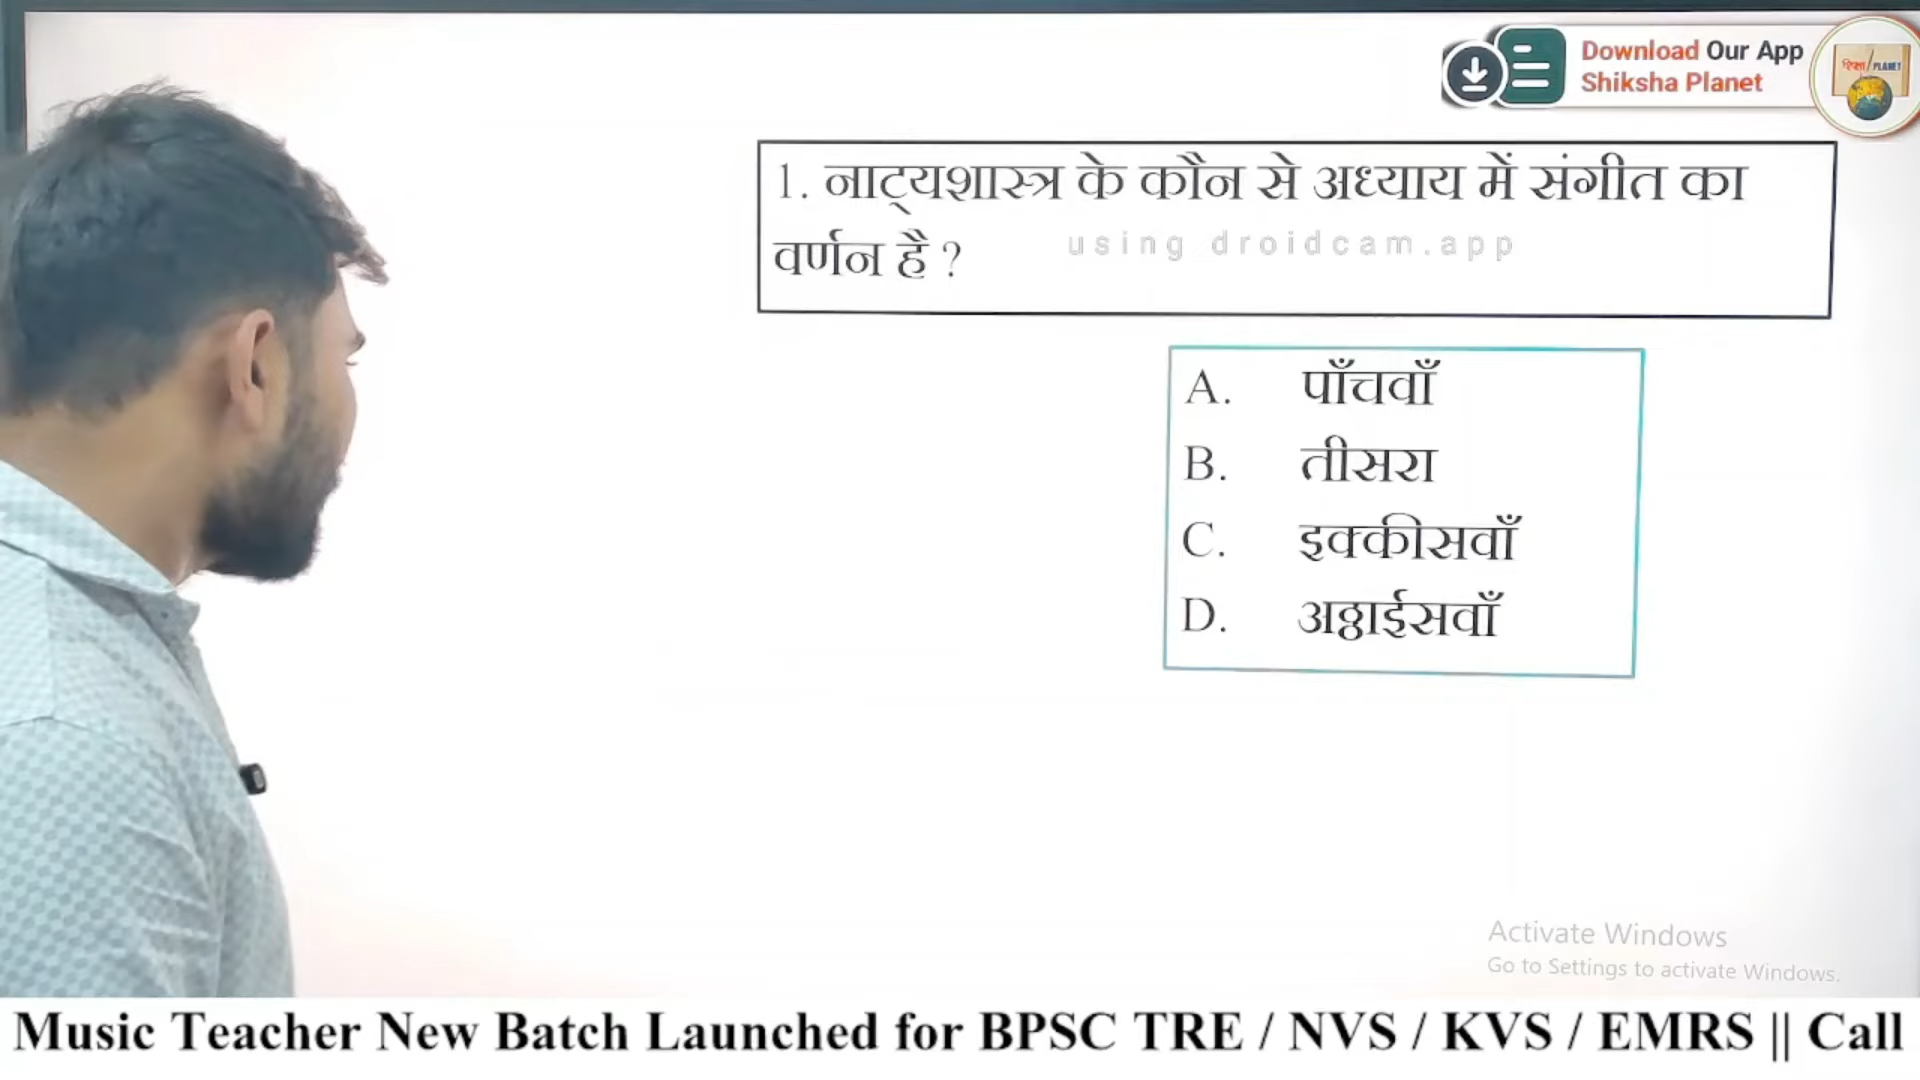 Download Our App
Shiksha Planet
शिक्षा PLANET
1. नाट्यशास्त्र के कौन से अध्याय में संगीत का
वर्णन है ?
using droidcam.app
A. पाँचवाँ
B. तीसरा
C. इक्कीसवाँ
D. अठ्ठाईसवाँ
Activate Windows
Go to Settings to activate Windows.
Music Teacher New Batch Launched for BPSC TRE / NVS / KVS / EMRS || Call